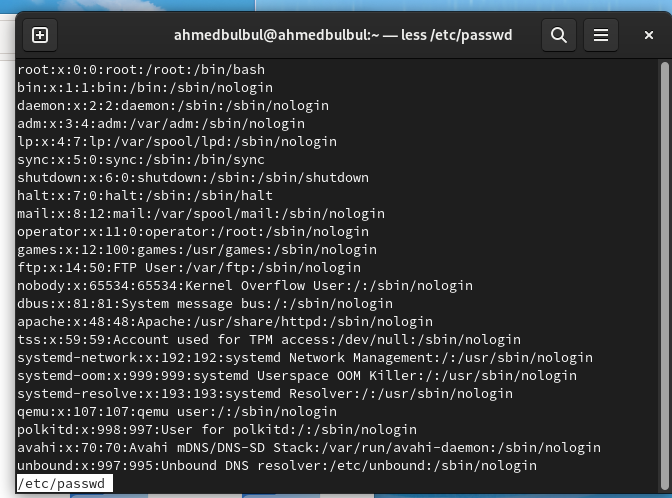 ahmedbulbul@ahmedbulbul:~ — less /etc/passwd
root:x:0:0:root:/root:/bin/bash
bin:x:1:1:bin:/bin:/sbin/nologin
daemon:x:2:2:daemon:/sbin:/sbin/nologin
adm:x:3:4:adm:/var/adm:/sbin/nologin
lp:x:4:7:lp:/var/spool/lpd:/sbin/nologin
sync:x:5:0:sync:/sbin:/bin/sync
shutdown:x:6:0:shutdown:/sbin:/sbin/shutdown
halt:x:7:0:halt:/sbin:/sbin/halt
mail:x:8:12:mail:/var/spool/mail:/sbin/nologin
operator:x:11:0:operator:/root:/sbin/nologin
games:x:12:100:games:/usr/games:/sbin/nologin
ftp:x:14:50:FTP User:/var/ftp:/sbin/nologin
nobody:x:65534:65534:Kernel Overflow User:/:/sbin/nologin
dbus:x:81:81:System message bus:/:/sbin/nologin
apache:x:48:48:Apache:/usr/share/httpd:/sbin/nologin
tss:x:59:59:Account used for TPM access:/dev/null:/sbin/nologin
systemd-network:x:192:192:systemd Network Management:/:/usr/sbin/nologin
systemd-oom:x:999:999:systemd Userspace OOM Killer:/:/usr/sbin/nologin
systemd-resolve:x:193:193:systemd Resolver:/:/usr/sbin/nologin
qemu:x:107:107:qemu user:/:/sbin/nologin
polkitd:x:998:997:User for polkitd:/:/sbin/nologin
avahi:x:70:70:Avahi mDNS/DNS-SD Stack:/var/run/avahi-daemon:/sbin/nologin
unbound:x:997:995:Unbound DNS resolver:/etc/unbound:/sbin/nologin
/etc/passwd